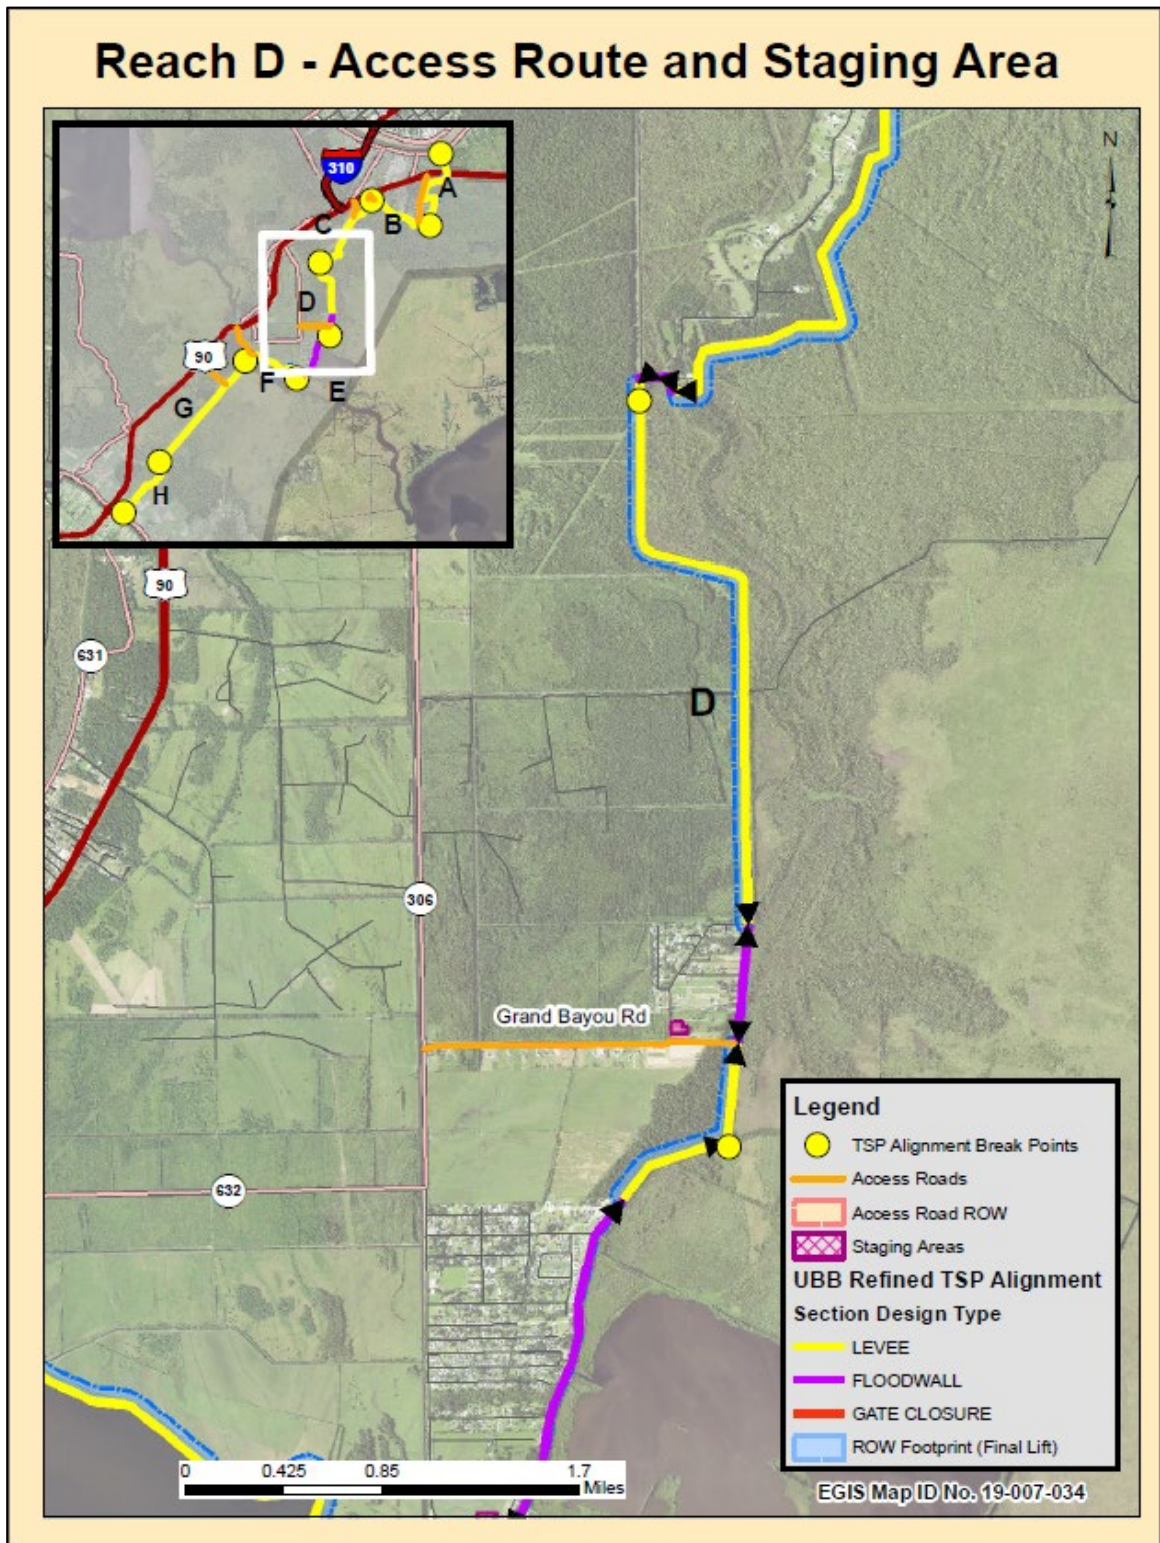 Reach D - Access Route and Staging Area
N
310
A
B
C
D
90
F
E
G
H
90
631
D
306
Grand Bayou Rd
632
Legend
TSP Alignment Break Points
Access Roads
Access Road ROW
Staging Areas
UBB Refined TSP Alignment
Section Design Type
LEVEE
FLOODWALL
GATE CLOSURE
ROW Footprint (Final Lift)
0 0.425 0.85 1.7
Miles
EGIS Map ID No. 19-007-034